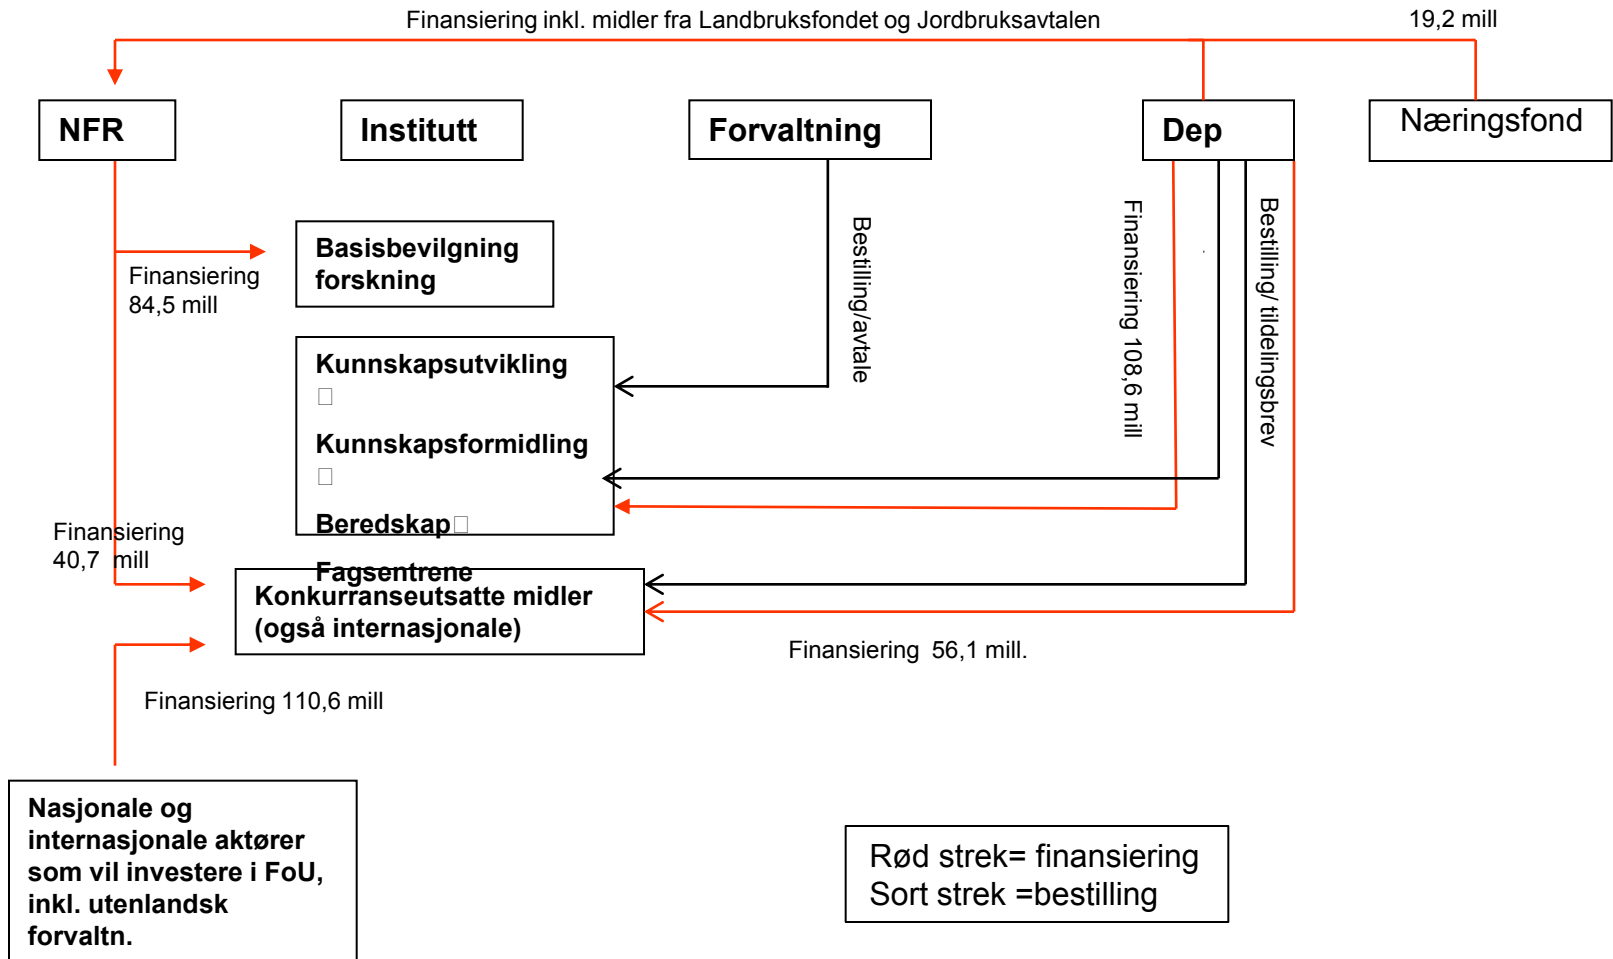 Finansiering inkl. midler fra Landbruksfondet og Jordbruksavtalen
19,2 mill
NFR
Institutt
Forvaltning
Dep
Næringsfond
Basisbevilgning
forskning
Finansiering
84,5 mill
Bestilling/avtale
Finansiering 108,6 mill
Bestilling/ tildelingsbrev
Kunnskapsutvikling
Kunnskapsformidling
Beredskap
Fagsentrene
Finansiering
40,7 mill
Konkurranseutsatte midler
(også internasjonale)
Finansiering 56,1 mill.
Finansiering 110,6 mill
Nasjonale og
internasjonale aktører
som vil investere i FoU,
inkl. utenlandsk
forvaltn.
Rød strek= finansiering
Sort strek =bestilling